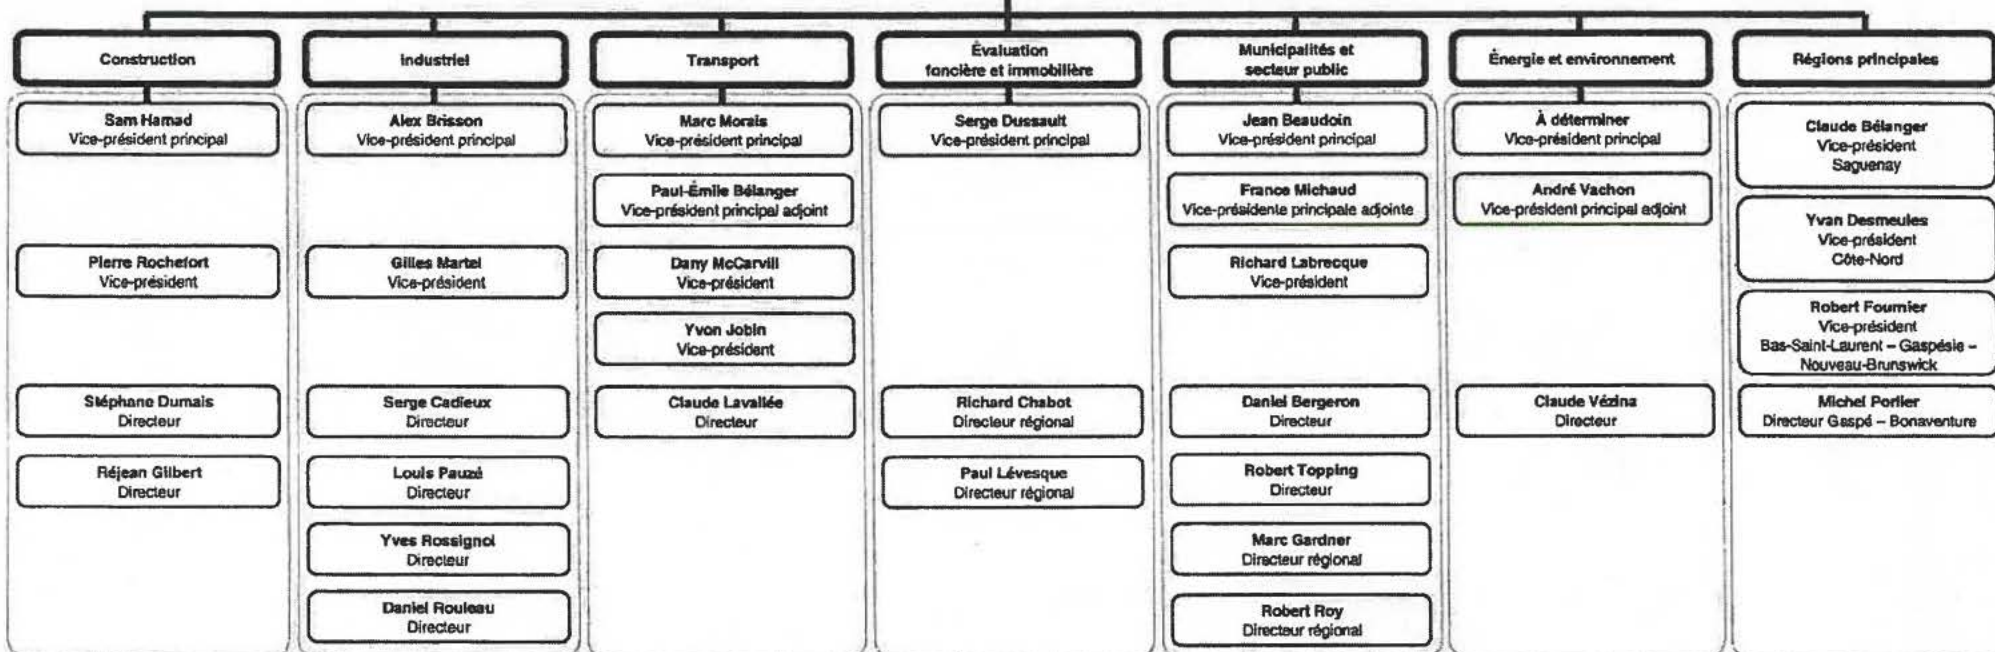 Construction
Industriel
Transport
Évaluation
foncière et immobilière
Municipalités et
secteur public
Énergie et environnement
Régions principales
Sam Hamad
Vice-président principal
Pierre Rochefort
Vice-président
Stéphane Dumais
Directeur
Réjean Gilbert
Directeur
Alex Brisson
Vice-président principal
Gilles Martel
Vice-président
Serge Cadieux
Directeur
Louis Pauzé
Directeur
Yves Rossignol
Directeur
Daniel Rouleau
Directeur
Marc Morais
Vice-président principal
Paul-Émile Bélanger
Vice-président principal adjoint
Dany McCarvill
Vice-président
Yvon Jobin
Vice-président
Claude Lavallée
Directeur
Serge Dussault
Vice-président principal
Richard Chabot
Directeur régional
Paul Lévesque
Directeur régional
Jean Beaudoin
Vice-président principal
France Michaud
Vice-présidente principale adjointe
Richard Labrecque
Vice-président
Daniel Bergeron
Directeur
Robert Topping
Directeur
Marc Gardner
Directeur régional
Robert Roy
Directeur régional
À déterminer
Vice-président principal
André Vachon
Vice-président principal adjoint
Claude Vézina
Directeur
Claude Bélanger
Vice-président
Saguenay
Yvan Desmeules
Vice-président
Côte-Nord
Robert Fournier
Vice-président
Bas-Saint-Laurent – Gaspésie –
Nouveau-Brunswick
Michel Porlier
Directeur Gaspé – Bonaventure